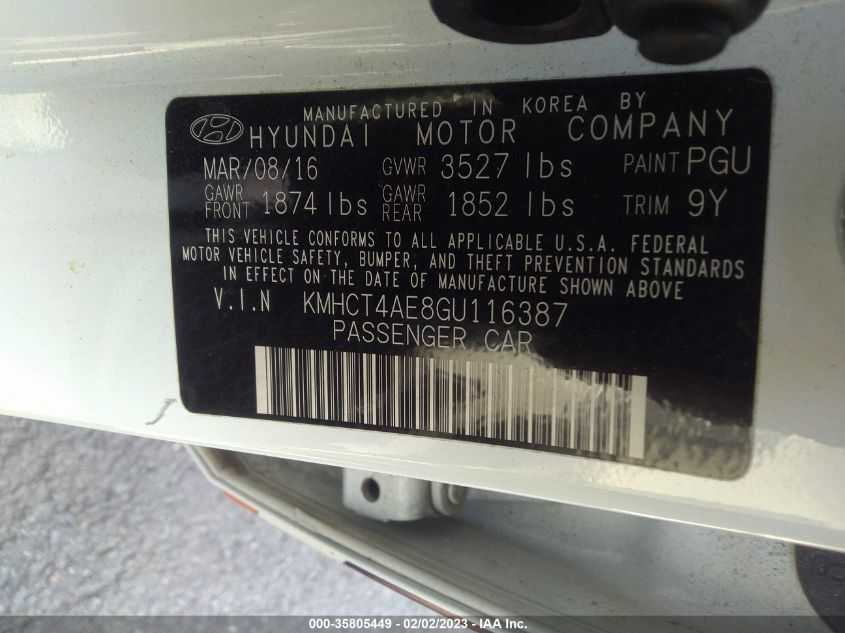 MANUFACTURED IN KOREA BY
HYUNDAI MOTOR COMPANY
MAR/08/16 GVWR 3527 lbs PAINT PGU
GAWR FRONT 1874 lbs GAWR REAR 1852 lbs TRIM 9Y
THIS VEHICLE CONFORMS TO ALL APPLICABLE U.S.A. FEDERAL
MOTOR VEHICLE SAFETY, BUMPER, AND THEFT PREVENTION STANDARDS
IN EFFECT ON THE DATE OF MANUFACTURE SHOWN ABOVE
V.I.N KMHCT4AE8GU116387
PASSENGER CAR
000-35805449 - 02/02/2023 - IAA Inc.